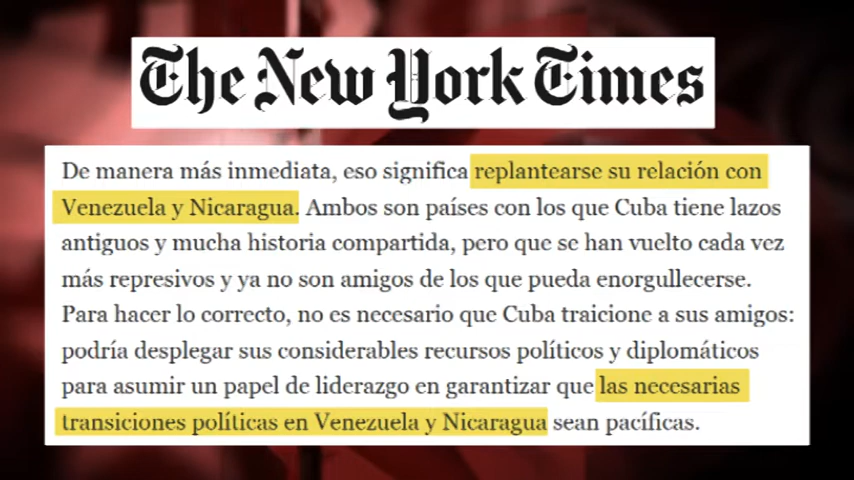 The New York Times
De manera más inmediata, eso significa replantearse su relación con
Venezuela y Nicaragua. Ambos son países con los que Cuba tiene lazos
antiguos y mucha historia compartida, pero que se han vuelto cada vez
más represivos y ya no son amigos de los que pueda enorgullecerse.
Para hacer lo correcto, no es necesario que Cuba traicione a sus amigos:
podría desplegar sus considerables recursos políticos y diplomáticos
para asumir un papel de liderazgo en garantizar que las necesarias
transiciones políticas en Venezuela y Nicaragua sean pacíficas.